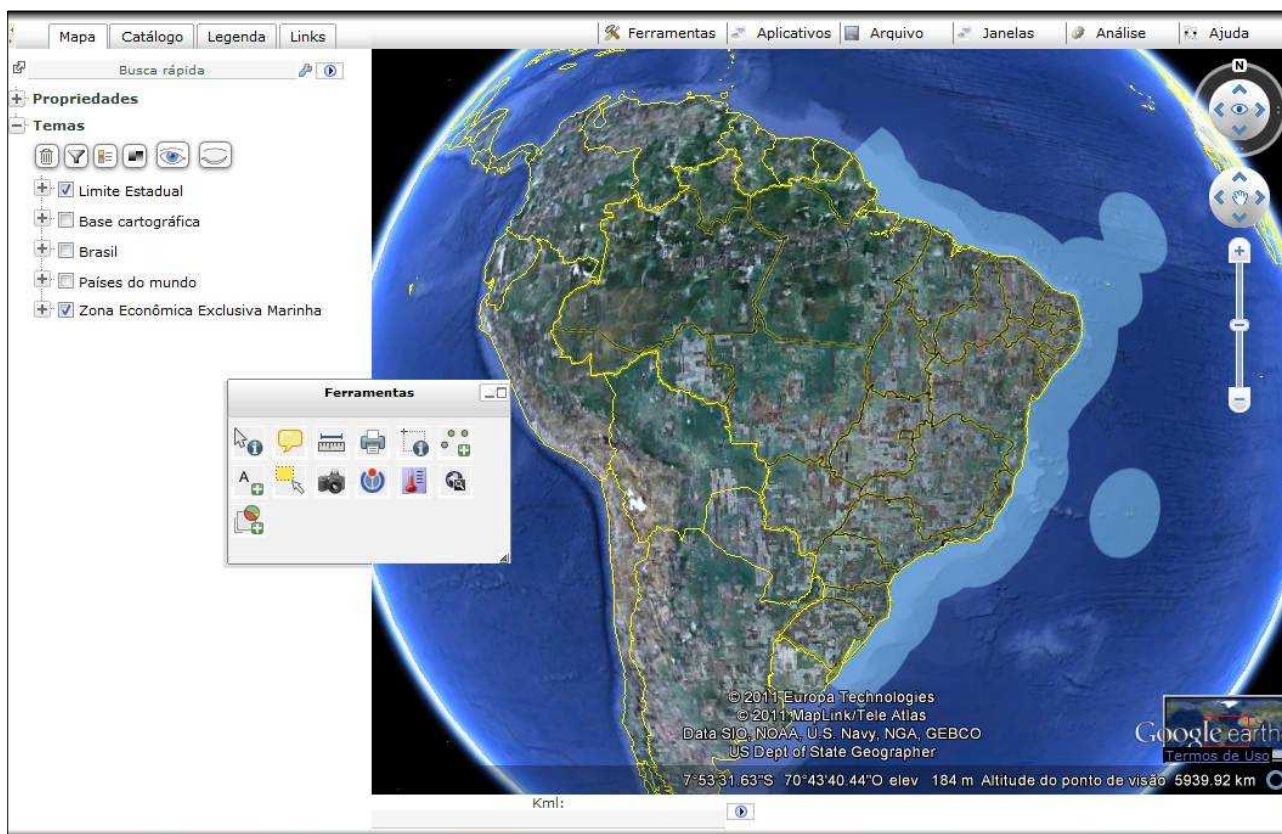 Mapa
Catálogo
Legenda
Links
Ferramentas
Aplicativos
Arquivo
Janelas
Análise
Ajuda
Busca rápida
Propriedades
Temas
Limite Estadual
Base cartográfica
Brasil
Países do mundo
Zona Econômica Exclusiva Marinha
Ferramentas
A
N
© 2011 Europa Technologies
© 2011 MapLink/Tele Atlas
Data SIO, NOAA, U.S. Navy, NGA, GEBCO
US Dept of State Geographer
Google earth
Termos de Uso
7°53'31.63"S 70°43'40.44"O elev 184 m Altitude do ponto de visão 5939.92 km
Kml: